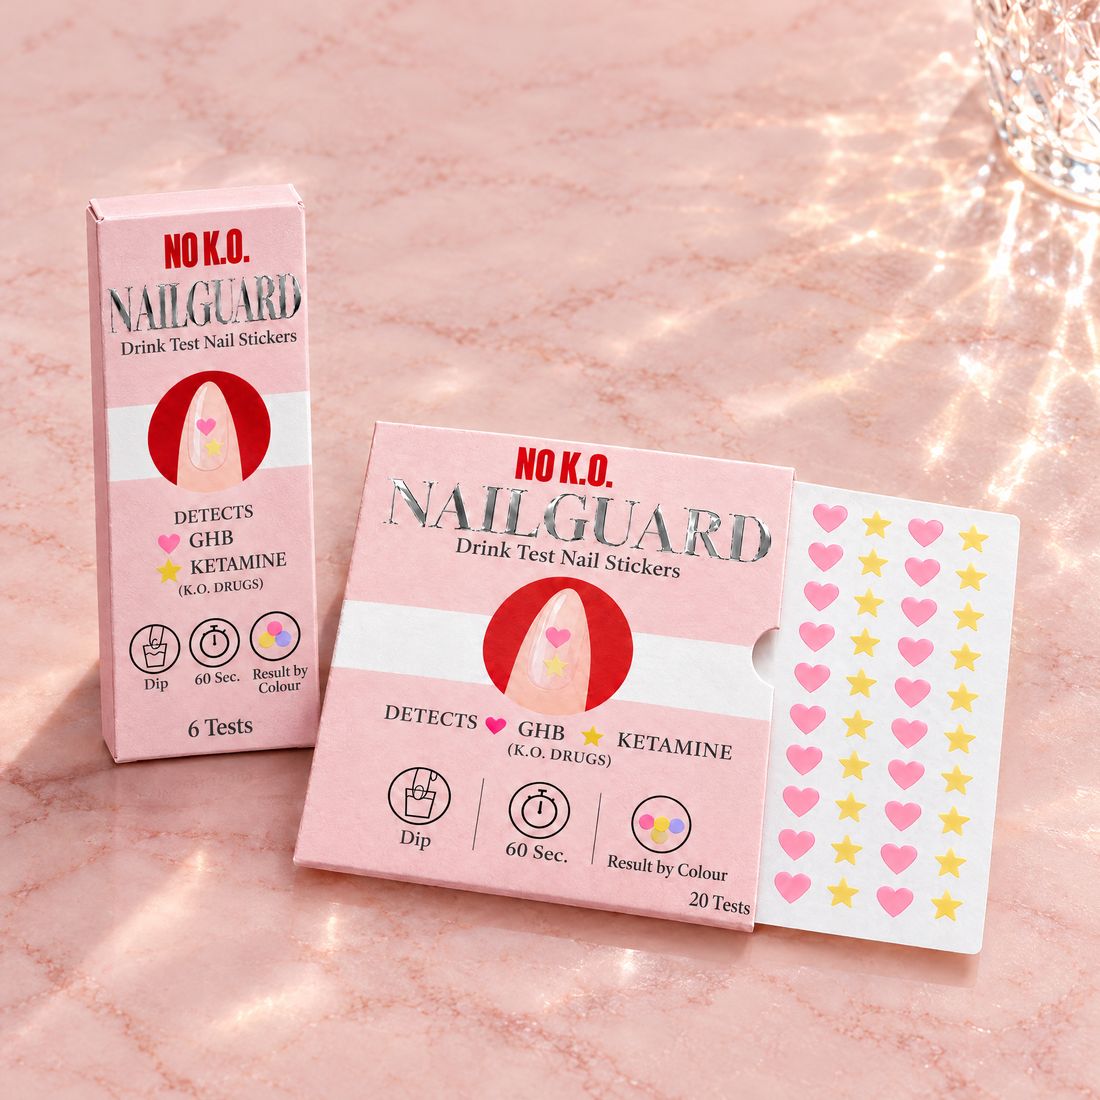 NO K.O.
NAILGUARD
Drink Test Nail Stickers
DETECTS
GHB
KETAMINE
(K.O. DRUGS)
Dip
60 Sec.
Result by
Colour
6 Tests
NO K.O.
NAILGUARD
Drink Test Nail Stickers
DETECTS GHB KETAMINE
(K.O. DRUGS)
Dip
60 Sec.
Result by Colour
20 Tests